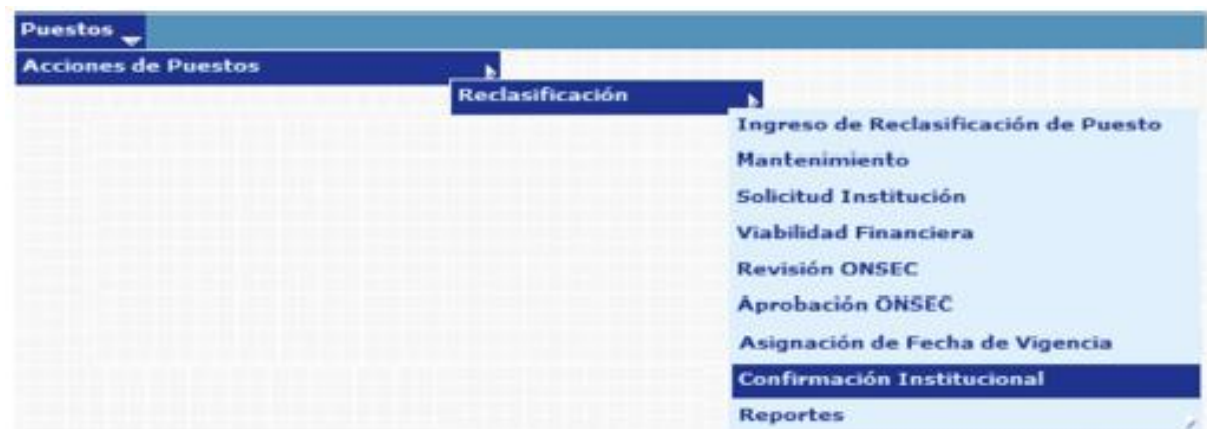 Puestos
Acciones de Puestos
Reclasificación
Ingreso de Reclasificación de Puesto
Mantenimiento
Solicitud Institución
Viabilidad Financiera
Revisión ONSEC
Aprobación ONSEC
Asignación de Fecha de Vigencia
Confirmación Institucional
Reportes